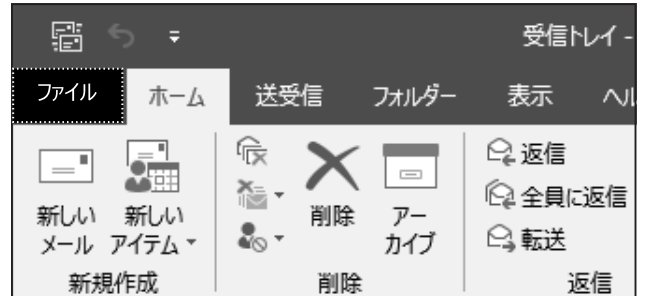 受信トレイ -
ファイル ホーム 送受信 フォルダー 表示
新しい メール
新しい アイテム
削除
アー カイブ
返信
全員に返信
転送
新規作成 削除 返信